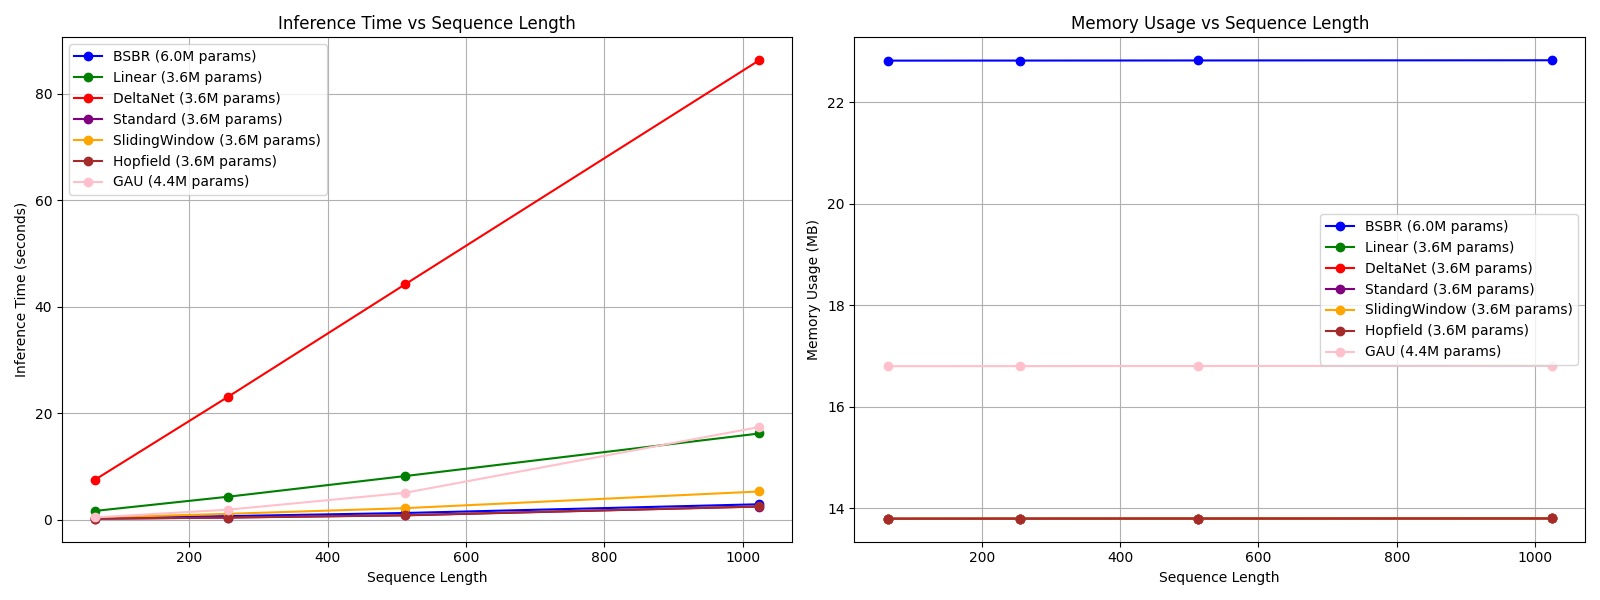 Inference Time vs Sequence Length
BSBR (6.0M params)
Linear (3.6M params)
DeltaNet (3.6M params)
Standard (3.6M params)
SlidingWindow (3.6M params)
Hopfield (3.6M params)
GAU (4.4M params)
80
60
40
20
0
Inference Time (seconds)
200
400
600
800
1000
Sequence Length
Memory Usage vs Sequence Length
22
20
18
16
14
Memory Usage (MB)
BSBR (6.0M params)
Linear (3.6M params)
DeltaNet (3.6M params)
Standard (3.6M params)
SlidingWindow (3.6M params)
Hopfield (3.6M params)
GAU (4.4M params)
200
400
600
800
1000
Sequence Length